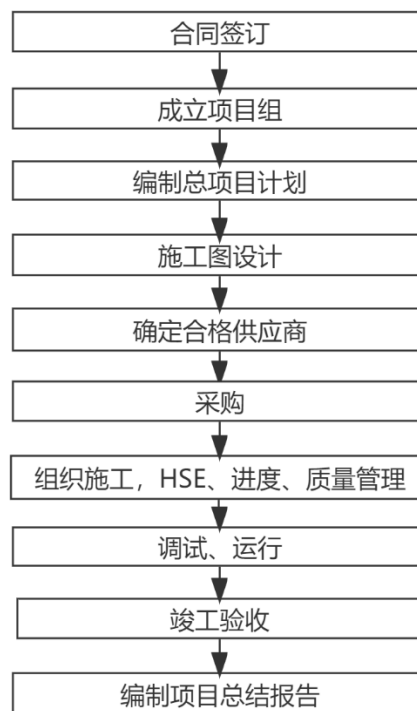 合同签订
成立项目组
编制总项目计划
施工图设计
确定合格供应商
采购
组织施工，HSE、进度、质量管理
调试、运行
竣工验收
编制项目总结报告